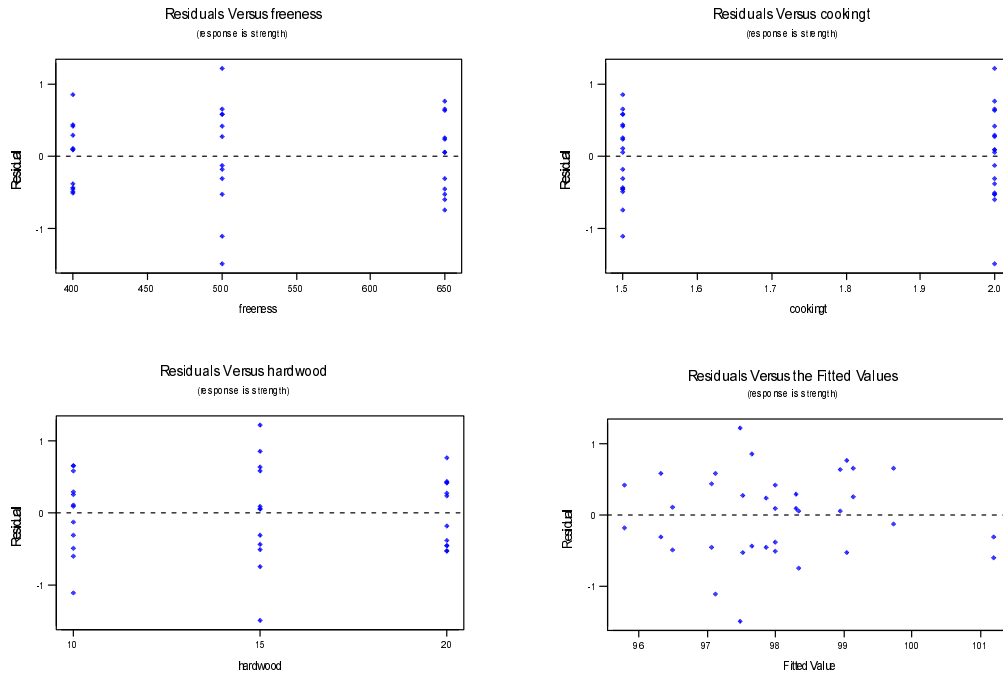 Residuals Versus freeness
(response is strength)
1
0
-1
Residual
400 450 500 550 600 650
freeness
Residuals Versus cookingt
(response is strength)
1
0
-1
Residual
1.5 1.6 1.7 1.8 1.9 2.0
cookingt
Residuals Versus hardwood
(response is strength)
1
0
-1
Residual
10 15 20
hardwood
Residuals Versus the Fitted Values
(response is strength)
1
0
-1
Residual
96 97 98 99 100 101
Fitted Value